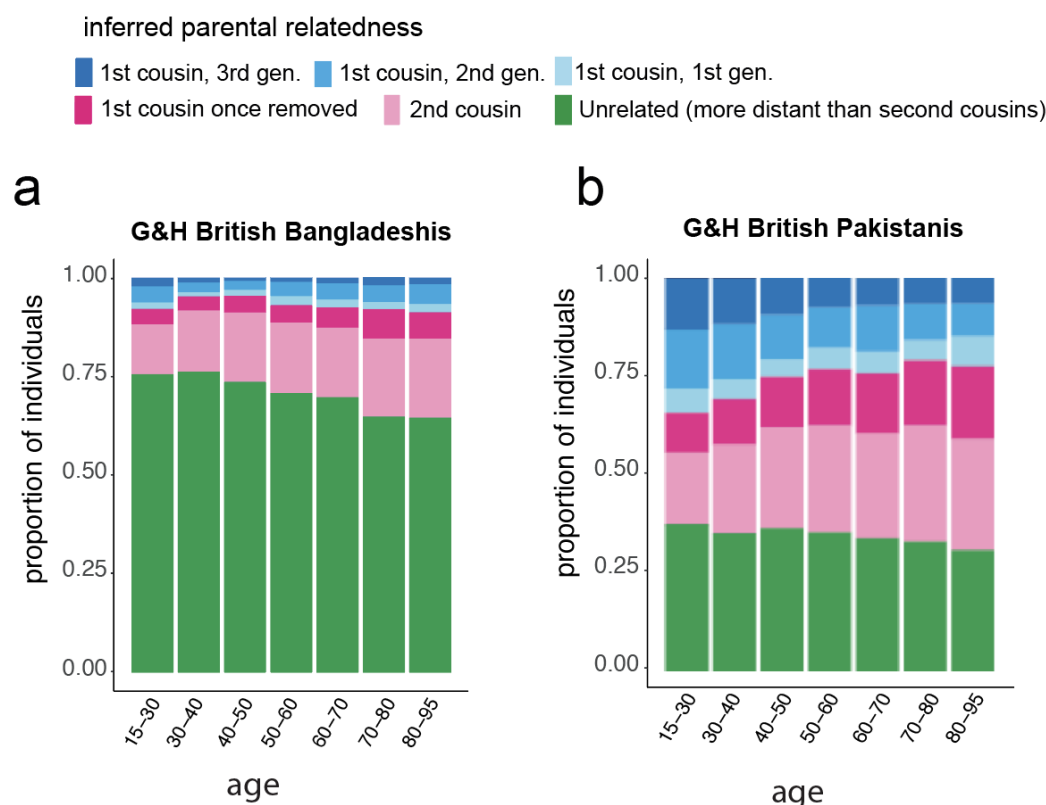 inferred parental relatedness
1st cousin, 3rd gen. 1st cousin, 2nd gen. 1st cousin, 1st gen.
1st cousin once removed 2nd cousin Unrelated (more distant than second cousins)
a
G&H British Bangladeshis
proportion of individuals
1.00
0.75
0.50
0.25
0.00
15–30 30–40 40–50 50–60 60–70 70–80 80–95
age
b
G&H British Pakistanis
proportion of individuals
1.00
0.75
0.50
0.25
0.00
15–30 30–40 40–50 50–60 60–70 70–80 80–95
age